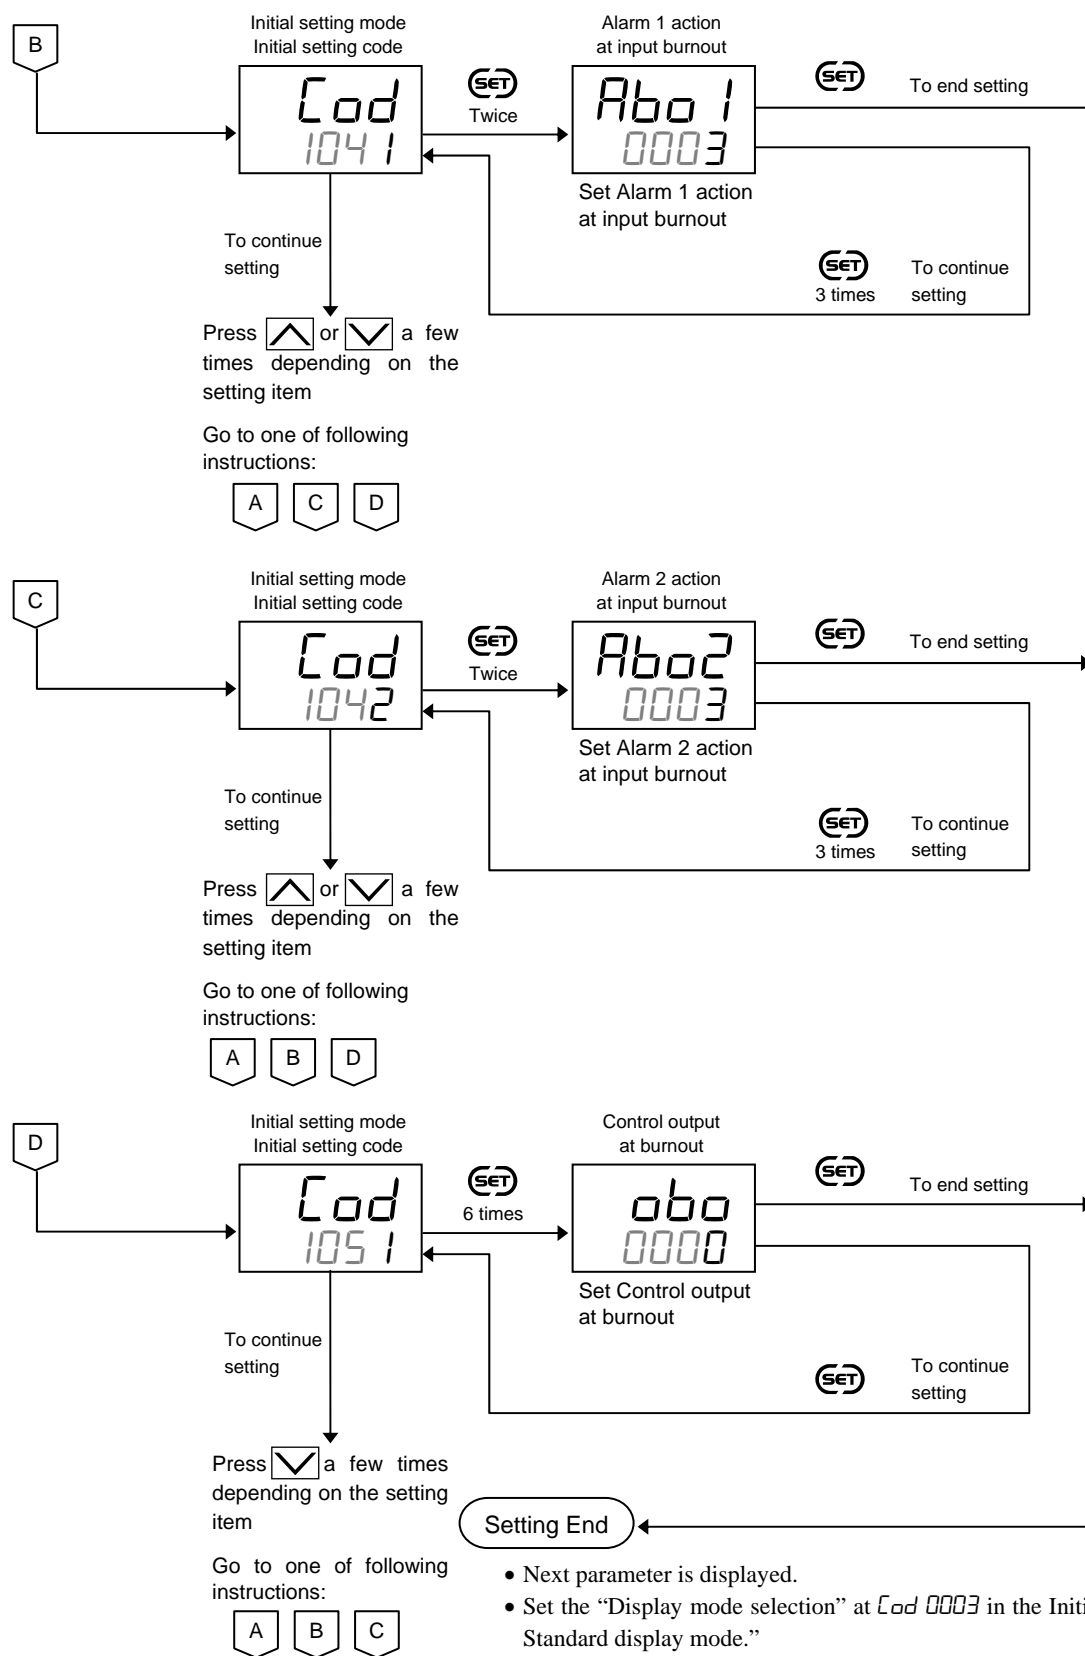 B
Initial setting mode
Initial setting code
Cod
1041
SET
Twice
Alarm 1 action
at input burnout
Abo1
0003
Set Alarm 1 action
at input burnout
SET
To end setting
SET
3 times
To continue
setting
To continue
setting
Press or a few
times depending on the
setting item
Go to one of following
instructions:
A C D
C
Initial setting mode
Initial setting code
Cod
1042
SET
Twice
Alarm 2 action
at input burnout
Abo2
0003
Set Alarm 2 action
at input burnout
SET
To end setting
SET
3 times
To continue
setting
To continue
setting
Press or a few
times depending on the
setting item
Go to one of following
instructions:
A B D
D
Initial setting mode
Initial setting code
Cod
1051
SET
6 times
Control output
at burnout
obo
0000
Set Control output
at burnout
SET
To end setting
SET
To continue
setting
To continue
setting
Press a few times
depending on the setting
item
Go to one of following
instructions:
A B C
Setting End
• Next parameter is displayed.
• Set the “Display mode selection” at Cod 0003 in the Initi
Standard display mode.”